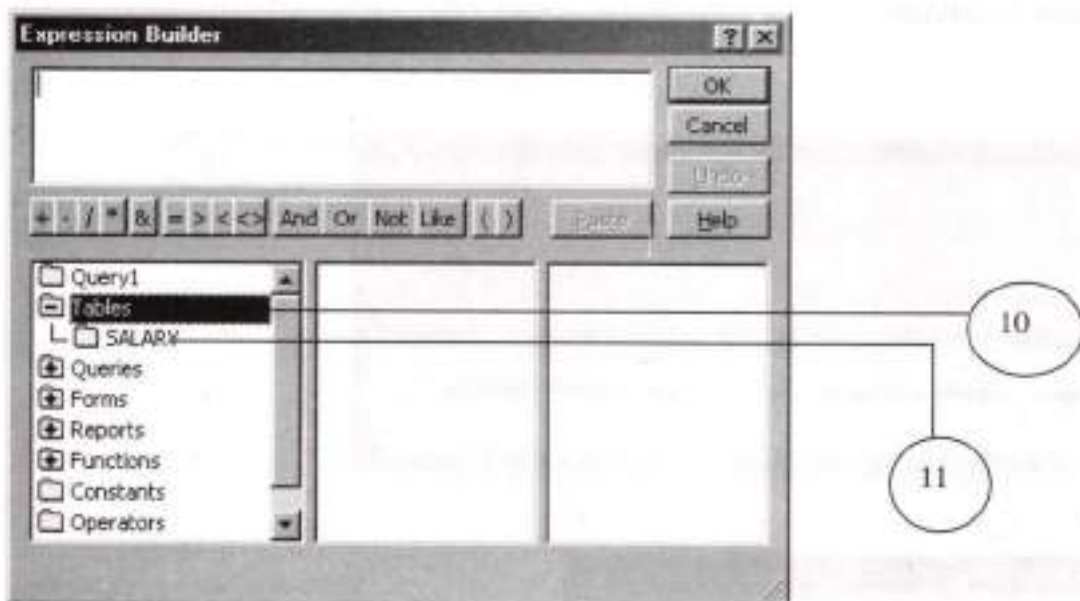 Expression Builder ? ×
OK
Cancel
Undo
+ - / * & = > < <> And Or Not Like ( ) Paste Help
Query1
Tables
SALARY
Queries
Forms
Reports
Functions
Constants
Operators
10
11